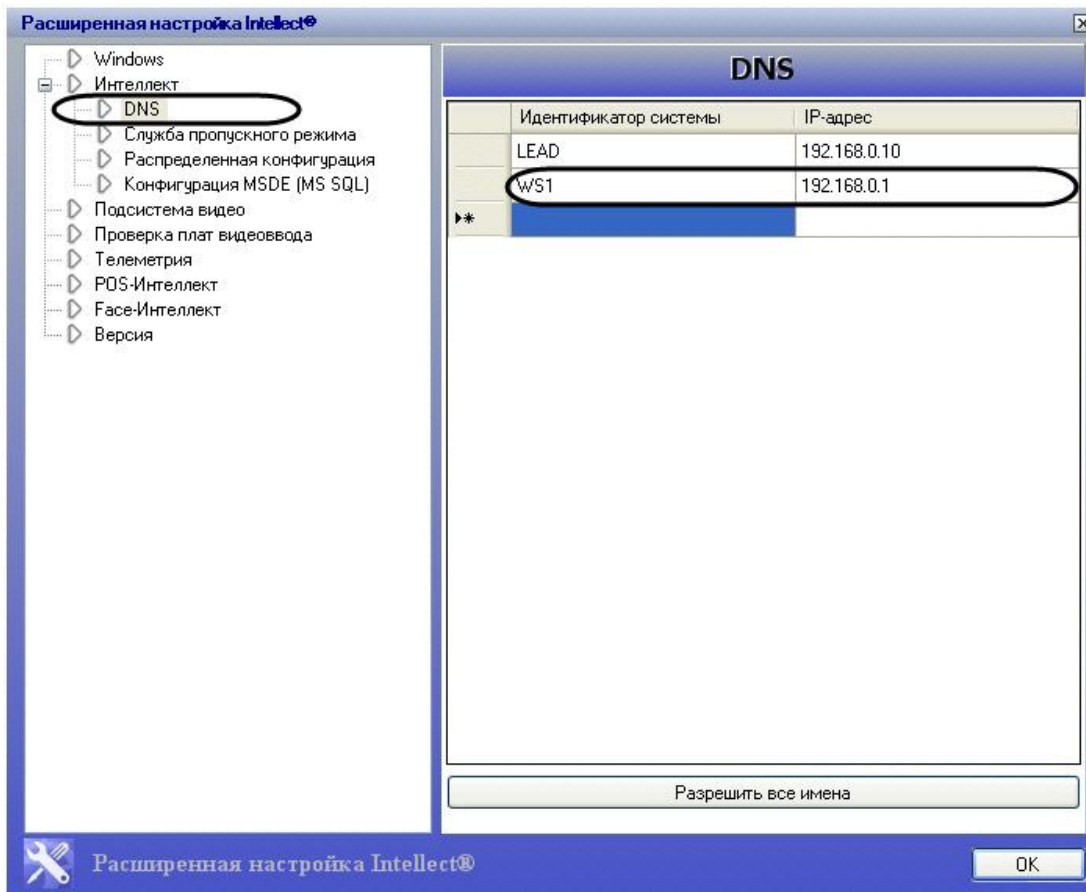 Расширенная настройка Intellect®
Windows
Интеллект
DNS
Служба пропускного режима
Распределенная конфигурация
Конфигурация MSDE (MS SQL)
Подсистема видео
Проверка плат видеоввода
Телеметрия
POS-Интеллект
Face-Интеллект
Версия
DNS
Идентификатор системы IP-адрес
LEAD 192.168.0.10
WS1 192.168.0.1
Разрешить все имена
Расширенная настройка Intellect®
OK